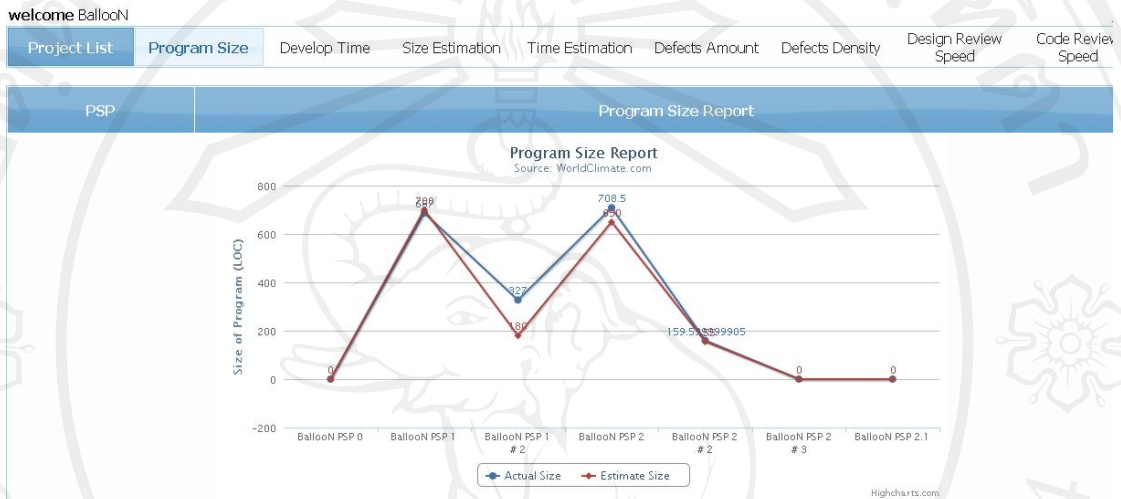 welcome BallooN
Project List Program Size Develop Time Size Estimation Time Estimation Defects Amount Defects Density Design Review Speed Code Review Speed
PSP Program Size Report
Program Size Report
Source: WorldClimate.com
Size of Program (LOC)
800
600
400
200
0
-200
0
700
327
180
708.5
650
0
0
BallooN PSP 0
BallooN PSP 1
BallooN PSP 1 # 2
BallooN PSP 2
BallooN PSP 2 # 2
BallooN PSP 2 # 3
BallooN PSP 2.1
Actual Size Estimate Size
Highcharts.com